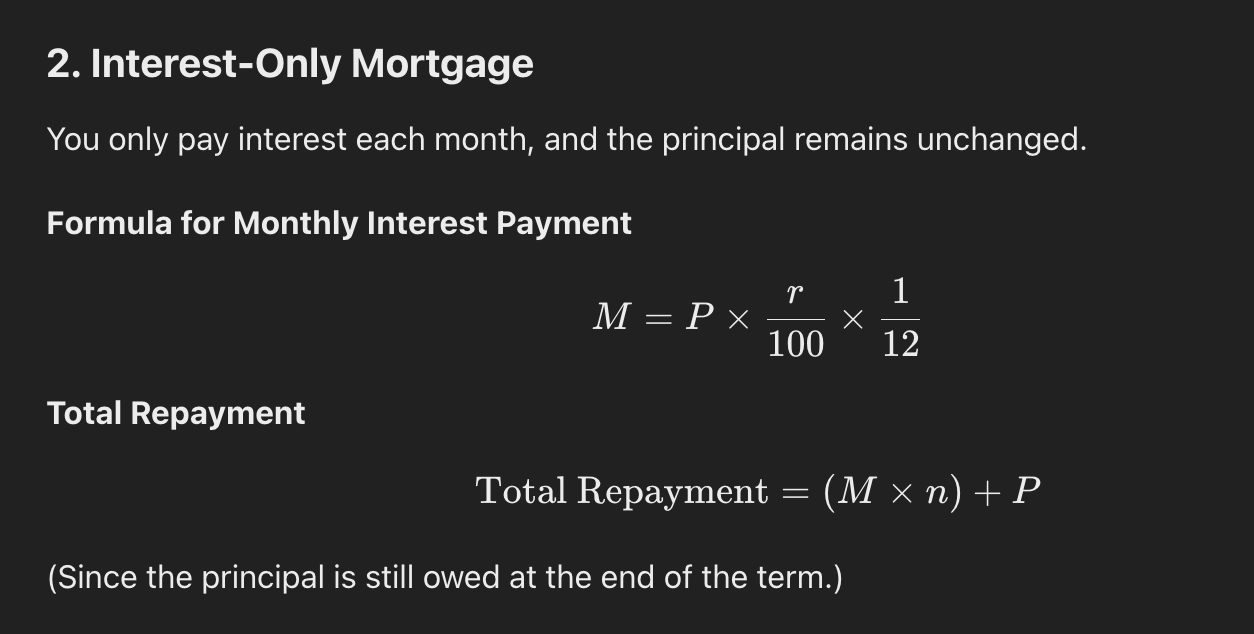 2. Interest-Only Mortgage
You only pay interest each month, and the principal remains unchanged.
Formula for Monthly Interest Payment
M = P × r/100 × 1/12
Total Repayment
Total Repayment = (M × n) + P
(Since the principal is still owed at the end of the term.)